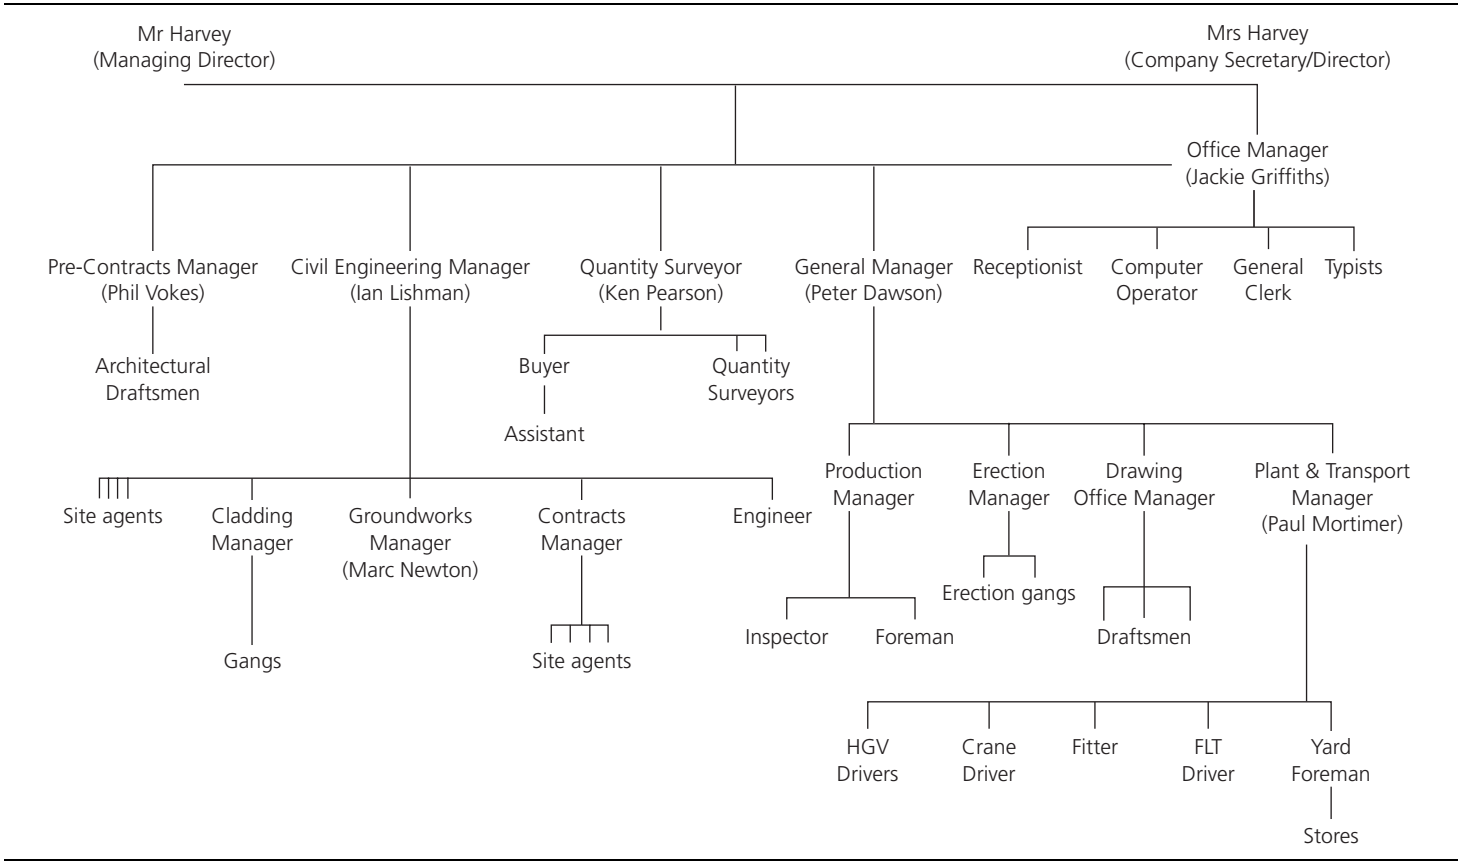 Mr Harvey
(Managing Director)
Mrs Harvey
(Company Secretary/Director)
Office Manager
(Jackie Griffiths)
Pre-Contracts Manager
(Phil Vokes)
Civil Engineering Manager
(Ian Lishman)
Quantity Surveyor
(Ken Pearson)
General Manager
(Peter Dawson)
Receptionist
Computer
Operator
General
Clerk
Typists
Architectural
Draftsmen
Buyer
Quantity
Surveyors
Assistant
Production
Manager
Erection
Manager
Drawing
Office Manager
Plant & Transport
Manager
(Paul Mortimer)
Site agents
Cladding
Manager
Groundworks
Manager
(Marc Newton)
Contracts
Manager
Engineer
Erection gangs
Inspector
Foreman
Draftsmen
Gangs
Site agents
HGV
Drivers
Crane
Driver
Fitter
FLT
Driver
Yard
Foreman
Stores